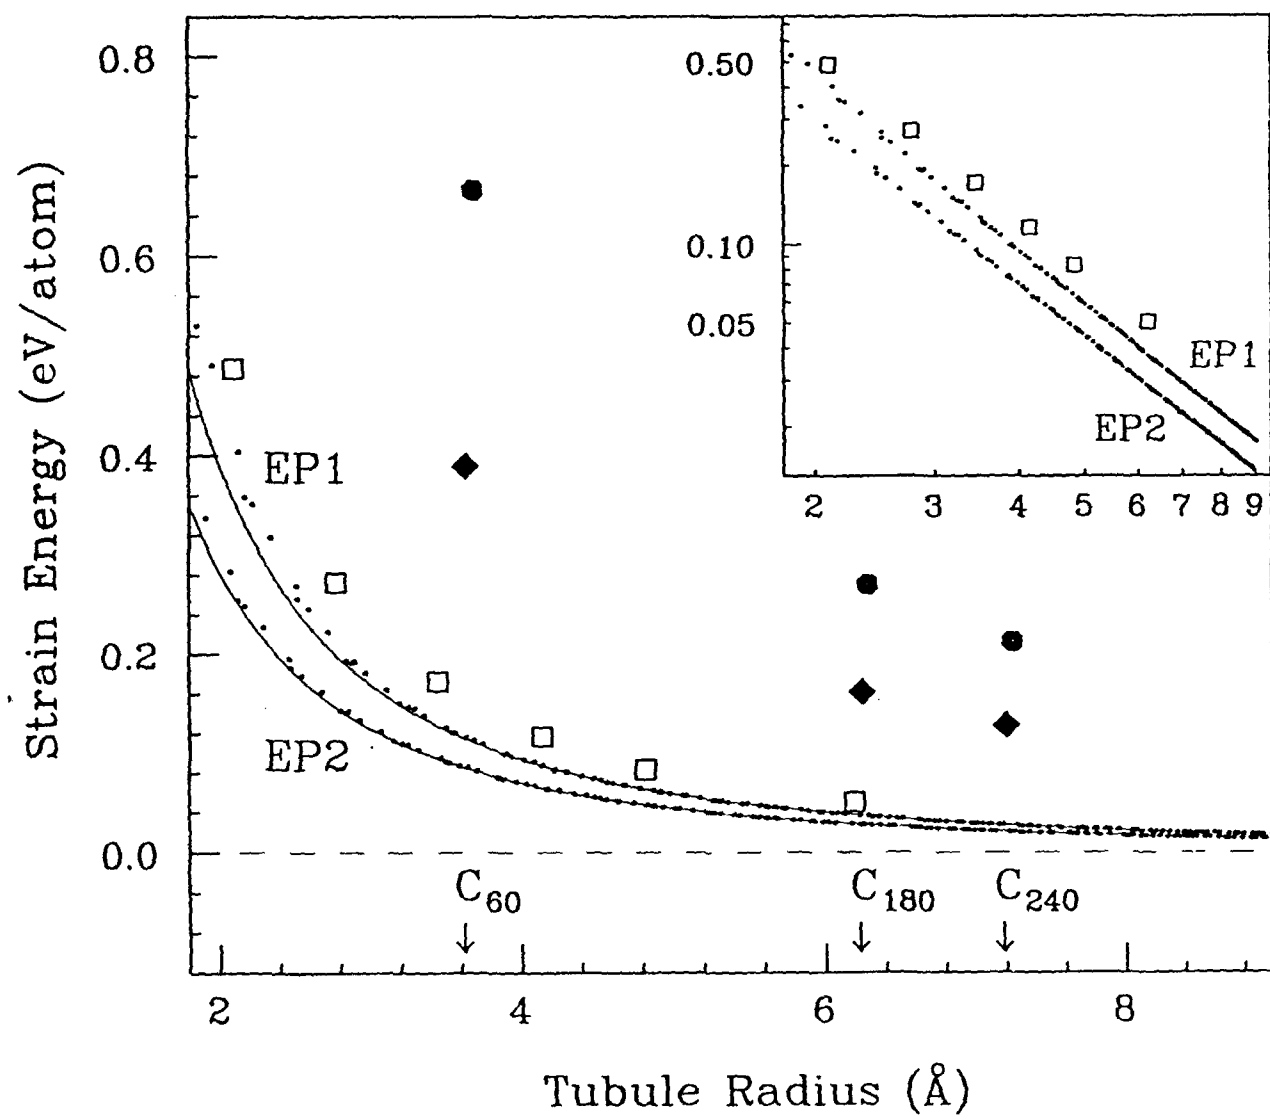 0.8
0.6
0.4
0.2
0.0
Strain Energy (eV/atom)
EP1
EP2
0.50
0.10
0.05
EP1
EP2
2 3 4 5 6 7 8 9
C60
C180
C240
2 4 6 8
Tubule Radius (Å)